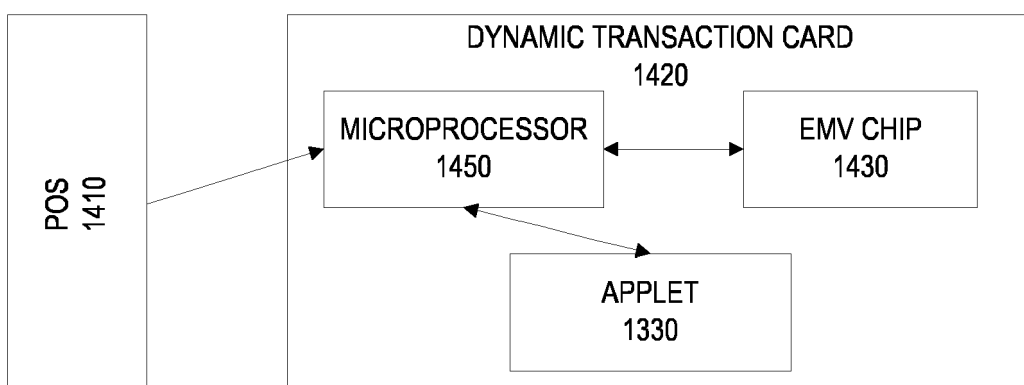 POS
1410
DYNAMIC TRANSACTION CARD
1420
MICROPROCESSOR
1450
EMV CHIP
1430
APPLET
1330